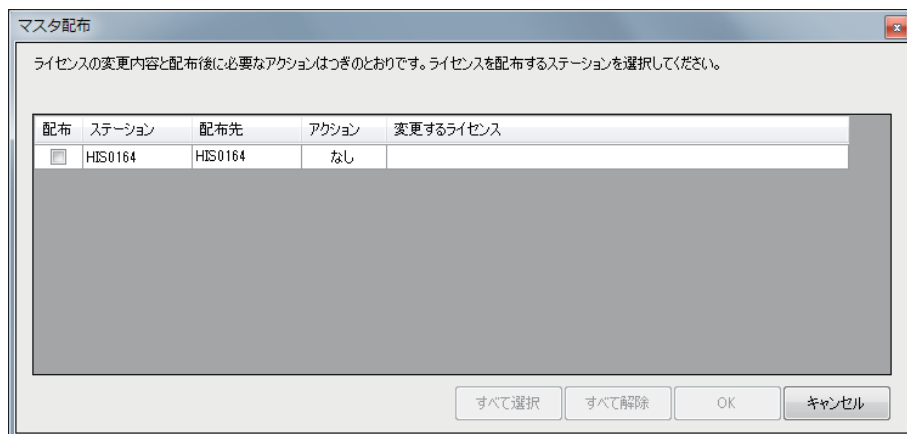 マスタ配布
ライセンスの変更内容と配布後に必要なアクションはつぎのとおりです。ライセンスを配布するステーションを選択してください。
配布 ステーション 配布先 アクション 変更するライセンス
HIS0164 HIS0164 なし
すべて選択 すべて解除 OK キャンセル